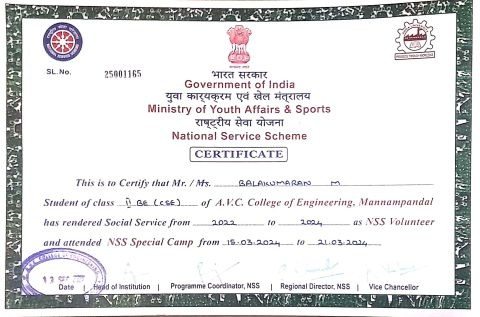 SL.No. 25001165
भारत सरकार
Government of India
युवा कार्यक्रम एवं खेल मंत्रालय
Ministry of Youth Affairs & Sports
राष्ट्रीय सेवा योजना
National Service Scheme
CERTIFICATE
This is to Certify that Mr. / Ms. BALAKUMARAN M
Student of class BE (CSE) of A.V.C. College of Engineering, Mannampandal
has rendered Social Service from 2022 to 2024 as NSS Volunteer
and attended NSS Special Camp from 15-03-2024 to 21-03-2024
Date Head of Institution Programme Coordinator, NSS Regional Director, NSS Vice Chancellor